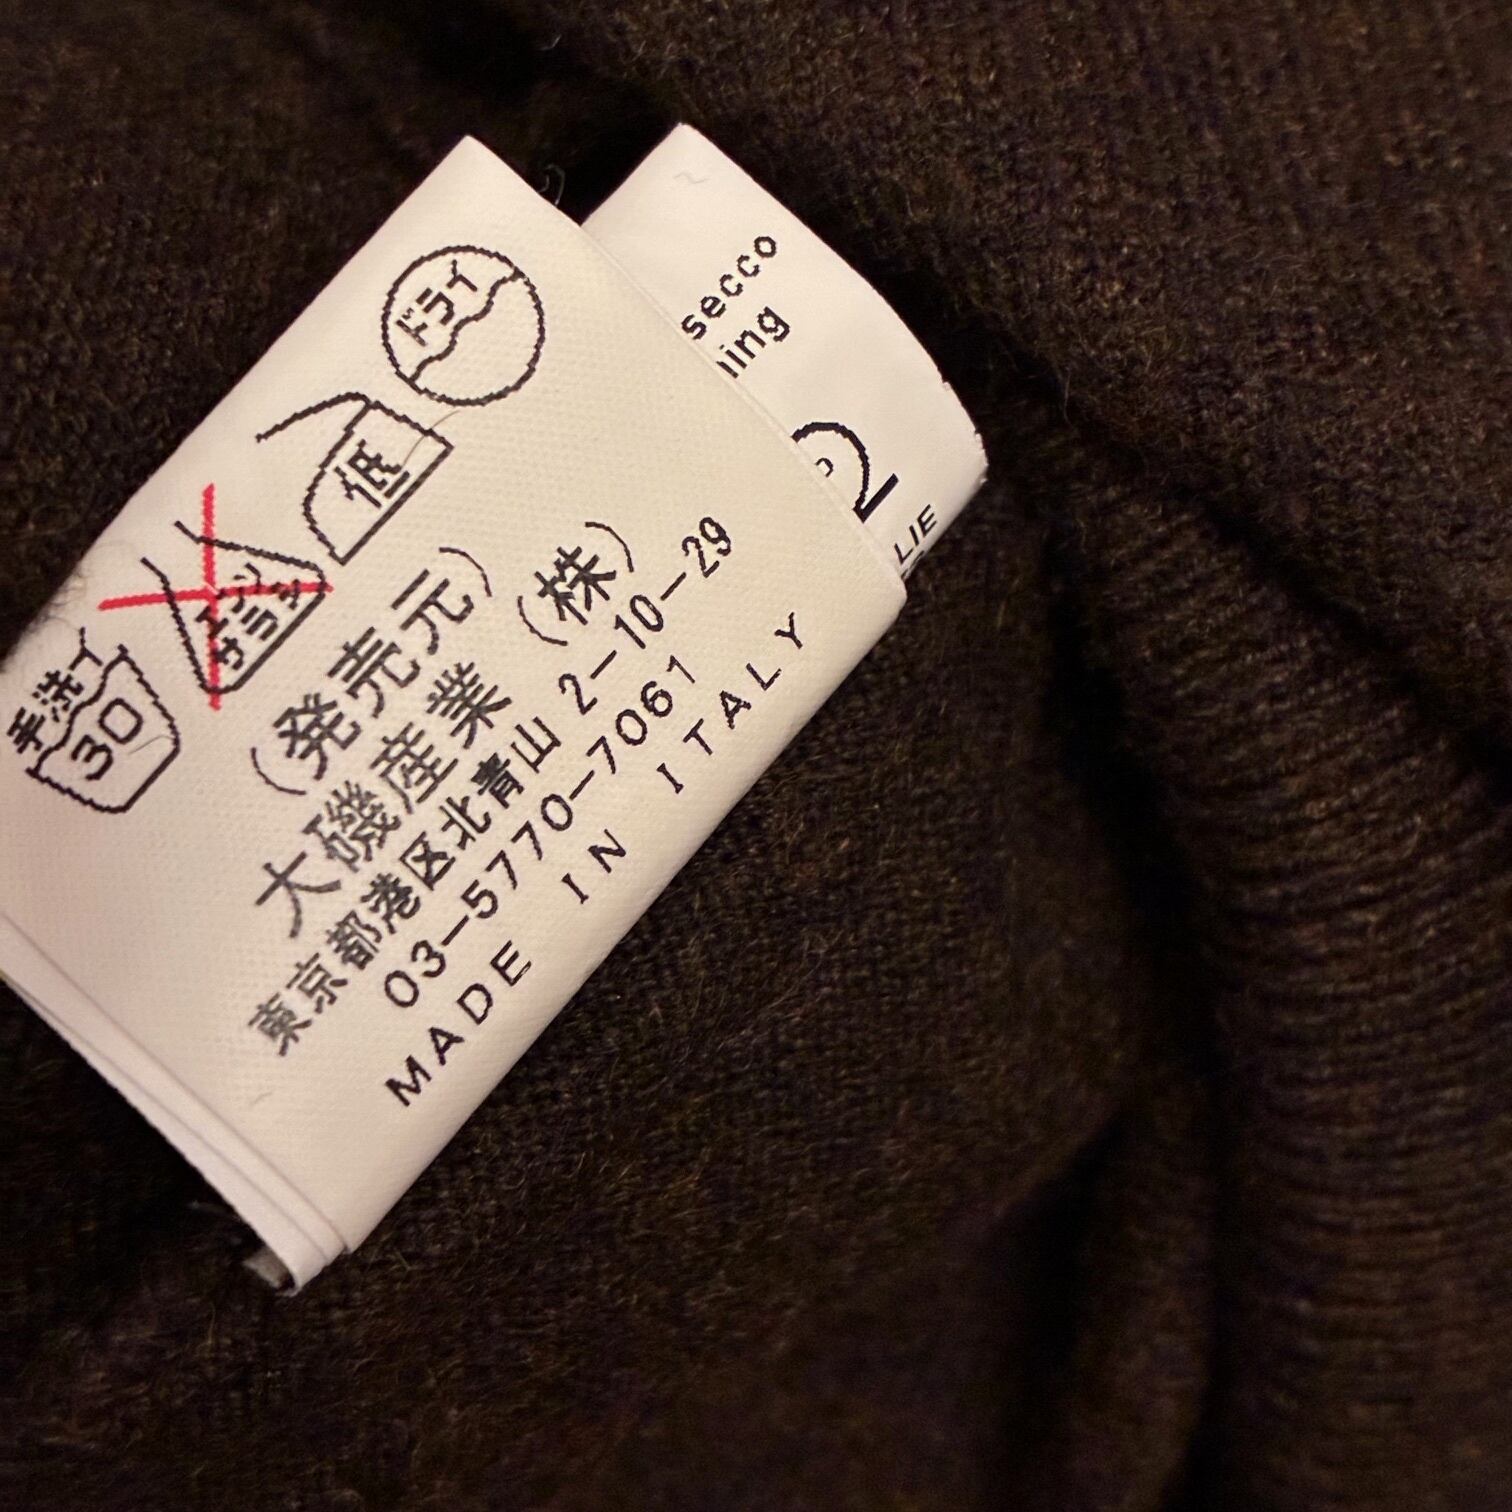 手洗イ
30
エンソ
サラシ
低
ドライ
(発売元)
大磯産業(株)
東京都港区北青山 2-10-29
03-5770-7061
MADE IN ITALY
secco
ing
LIE